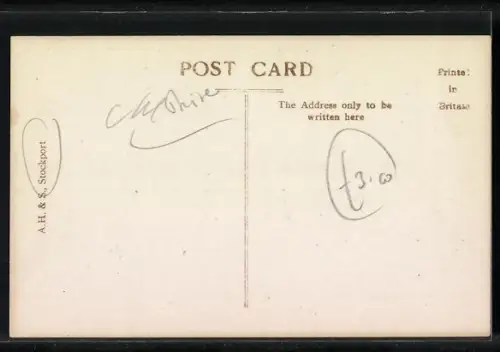 POST CARD
Printed
in
Britain
The Address only to be
written here
A.H. & S., Stockport
£3.00